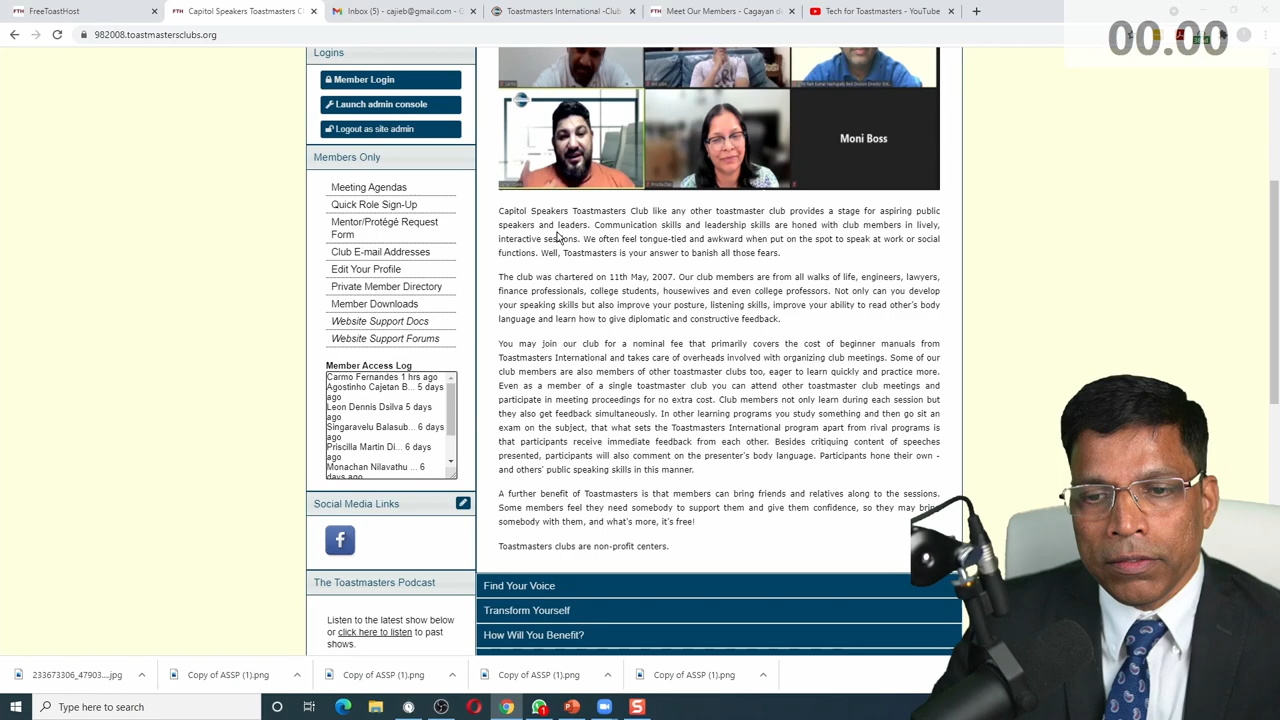 FTH FreeToastHost
FTH Capitol Speakers Toastmasters C
Inbox (5) - cajieb@gmail.com - G
Toastmasters International -Club
FTH Meet Our Members - Cagayan de
Tech for Toastmasters - YouTube
982008.toastmastersclubs.org
00.00
Logins
Member Login
Launch admin console
Logout as site admin
Members Only
Meeting Agendas
Quick Role Sign-Up
Mentor/Protégé Request
Form
Club E-mail Addresses
Edit Your Profile
Private Member Directory
Member Downloads
Website Support Docs
Website Support Forums
Member Access Log
Carmo Fernandes 1 hrs ago
Agostinho Cajetan B... 5 days
ago
Leon Dennis Dsilva 5 days
ago
Singaravelu Balasub... 6 days
ago
Priscilla Martin Di... 6 days
ago
Monachan Nilavathu ... 6
days ago
Social Media Links
f
The Toastmasters Podcast
Listen to the latest show below
or click here to listen to past
shows.
Moni Boss
Capitol Speakers Toastmasters Club like any other toastmaster club provides a stage for aspiring public
speakers and leaders. Communication skills and leadership skills are honed with club members in lively,
interactive sessions. We often feel tongue-tied and awkward when put on the spot to speak at work or social
functions. Well, Toastmasters is your answer to banish all those fears.
The club was chartered on 11th May, 2007. Our club members are from all walks of life, engineers, lawyers,
finance professionals, college students, housewives and even college professors. Not only can you develop
your speaking skills but also improve your posture, listening skills, improve your ability to read other's body
language and learn how to give diplomatic and constructive feedback.
You may join our club for a nominal fee that primarily covers the cost of beginner manuals from
Toastmasters International and takes care of overheads involved with organizing club meetings. Some of our
club members are also members of other toastmaster clubs too, eager to learn quickly and practice more.
Even as a member of a single toastmaster club you can attend other toastmaster club meetings and
participate in meeting proceedings for no extra cost. Club members not only learn during each session but
they also get feedback simultaneously. In other learning programs you study something and then go sit an
exam on the subject, that what sets the Toastmasters International program apart from rival programs is
that participants receive immediate feedback from each other. Besides critiquing content of speeches
presented, participants will also comment on the presenter's body language. Participants hone their own -
and others' public speaking skills in this manner.
A further benefit of Toastmasters is that members can bring friends and relatives along to the sessions.
Some members feel they need somebody to support them and give them confidence, so they may bring
somebody with them, and what's more, it's free!
Toastmasters clubs are non-profit centers.
Find Your Voice
Transform Yourself
How Will You Benefit?
233673306_47903....jpg
Copy of ASSP (1).png
Copy of ASSP (1).png
Copy of ASSP (1).png
Copy of ASSP (1).png
Type here to search